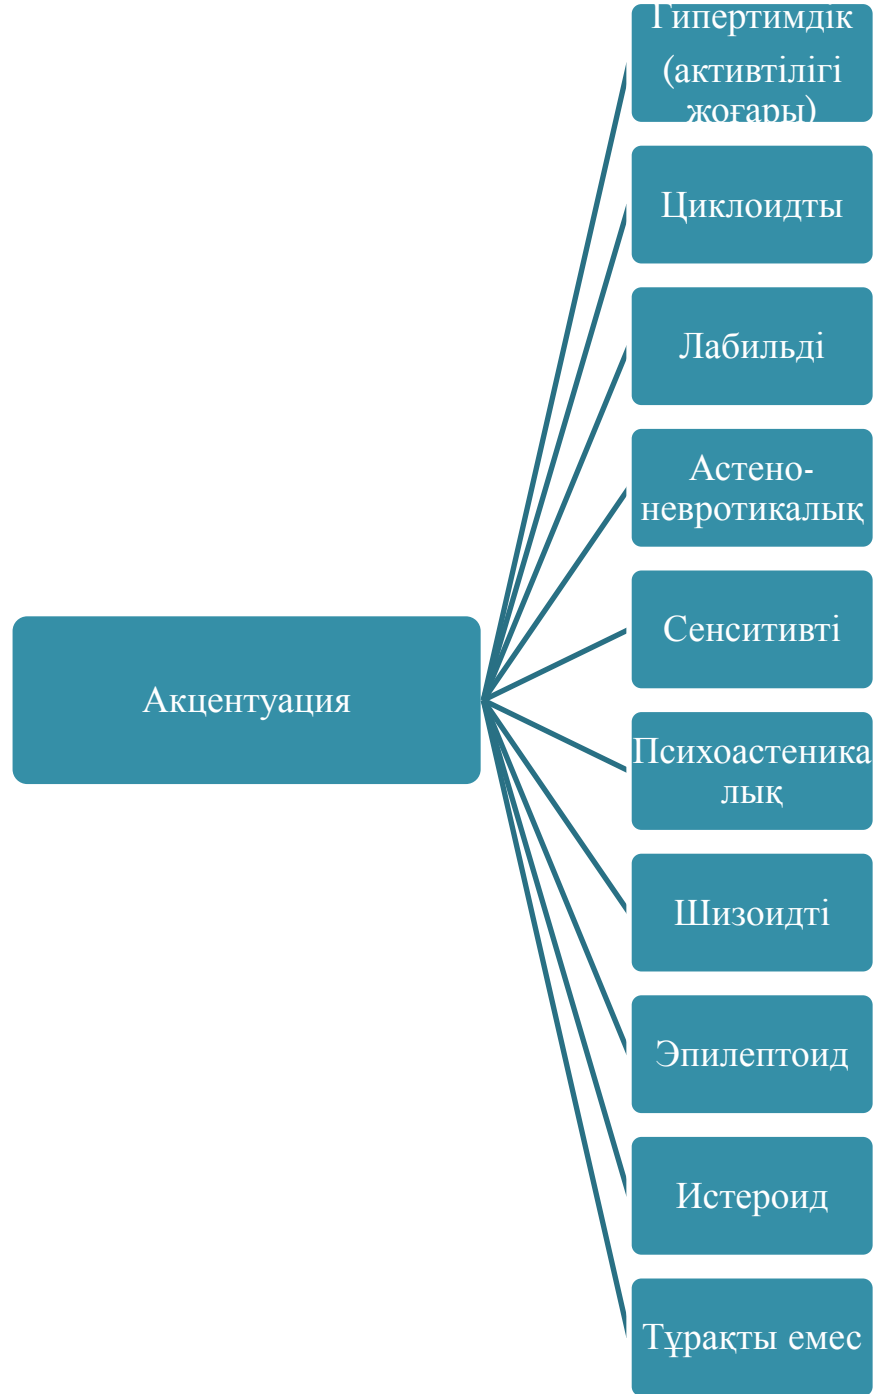 Гипертимдік
(активтілігі
жоғары)
Циклоидты
Лабильді
Астено-
невротикалық
Сенситивті
Акцентуация
Психоастеника
лық
Шизоидті
Эпилептоид
Истероид
Тұрақты емес